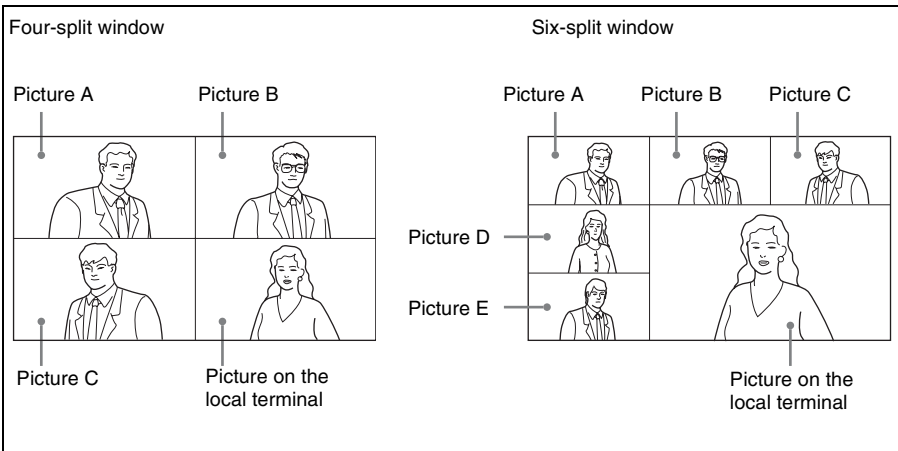 Four-split window
Six-split window
Picture A
Picture B
Picture A
Picture B
Picture C
Picture D
Picture E
Picture C
Picture on the
local terminal
Picture on the
local terminal